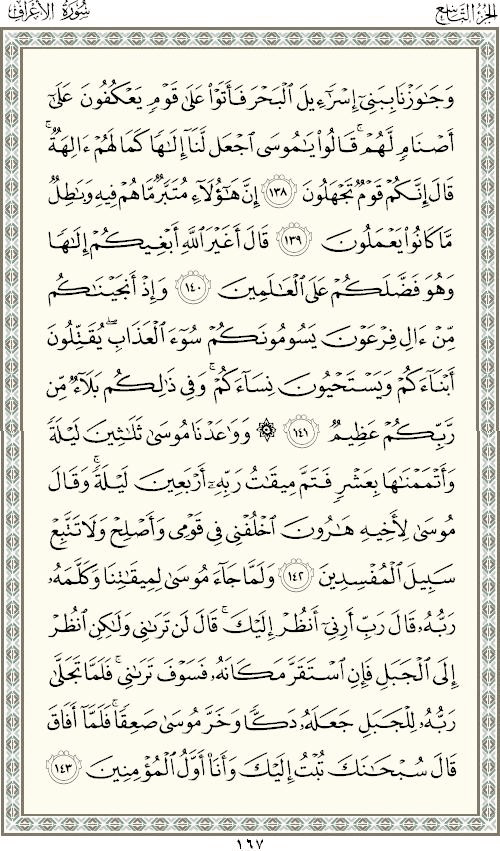 الجزء التاسع
سورة الأعراف
وَجَٰوَزْنَا بِبَنِىٓ إِسْرَٰٓءِيلَ ٱلْبَحْرَ فَأَتَوْا۟ عَلَىٰ قَوْمٍ يَعْكُفُونَ عَلَىٰٓ
أَصْنَامٍ لَّهُمْ ۚ قَالُوا۟ يَٰمُوسَى ٱجْعَل لَّنَآ إِلَٰهًا كَمَا لَهُمْ ءَالِهَةٌ ۚ
قَالَ إِنَّكُمْ قَوْمٌ تَجْهَلُونَ ١٣٨ إِنَّ هَٰٓؤُلَآءِ مُتَبَّرٌ مَّا هُمْ فِيهِ وَبَٰطِلٌ
مَّا كَانُوا۟ يَعْمَلُونَ ١٣٩ قَالَ أَغَيْرَ ٱللَّهِ أَبْغِيكُمْ إِلَٰهًا
وَهُوَ فَضَّلَكُمْ عَلَى ٱلْعَٰلَمِينَ ١٤٠ وَإِذْ أَنجَيْنَٰكُم
مِّنْ ءَالِ فِرْعَوْنَ يَسُومُونَكُمْ سُوٓءَ ٱلْعَذَابِ ۖ يُقَتِّلُونَ
أَبْنَآءَكُمْ وَيَسْتَحْيُونَ نِسَآءَكُمْ ۚ وَفِى ذَٰلِكُم بَلَآءٌ مِّن
رَّبِّكُمْ عَظِيمٌ ١٤١ ۞ وَوَٰعَدْنَا مُوسَىٰ ثَلَٰثِينَ لَيْلَةً
وَأَتْمَمْنَٰهَا بِعَشْرٍ فَتَمَّ مِيقَٰتُ رَبِّهِۦٓ أَرْبَعِينَ لَيْلَةً ۚ وَقَالَ
مُوسَىٰ لِأَخِيهِ هَٰرُونَ ٱخْلُفْنِى فِى قَوْمِى وَأَصْلِحْ وَلَا تَتَّبِعْ
سَبِيلَ ٱلْمُفْسِدِينَ ١٤٢ وَلَمَّا جَآءَ مُوسَىٰ لِمِيقَٰتِنَا وَكَلَّمَهُۥ
رَبُّهُۥ قَالَ رَبِّ أَرِنِىٓ أَنظُرْ إِلَيْكَ ۚ قَالَ لَن تَرَىٰنِى وَلَٰكِنِ ٱنظُرْ
إِلَى ٱلْجَبَلِ فَإِنِ ٱسْتَقَرَّ مَكَانَهُۥ فَسَوْفَ تَرَىٰنِى ۚ فَلَمَّا تَجَلَّىٰ
رَبُّهُۥ لِلْجَبَلِ جَعَلَهُۥ دَكًّا وَخَرَّ مُوسَىٰ صَعِقًا ۚ فَلَمَّآ أَفَاقَ
قَالَ سُبْحَٰنَكَ تُبْتُ إِلَيْكَ وَأَنَا۠ أَوَّلُ ٱلْمُؤْمِنِينَ ١٤٣
١٦٧